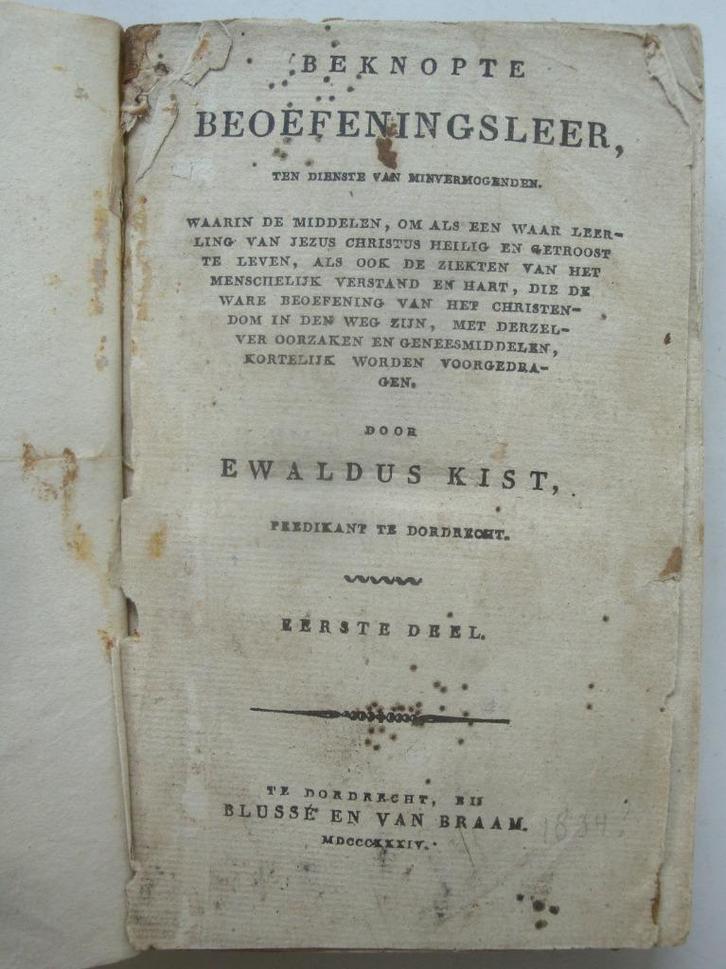 BEKNOPTE
BEOEFENINGSLEER,
TEN DIENSTE VAN MINVERMOGENDEN.
WAARIN DE MIDDELEN, OM ALS EEN WAAR LEER-
LING VAN JEZUS CHRISTUS HEILIG EN GETROOST
TE LEVEN, ALS OOK DE ZIEKTEN VAN HET
MENSCHELIJK VERSTAND EN HART, DIE DE
WARE BEOEFENING VAN HET CHRISTEN-
DOM IN DEN WEG ZIJN, MET DERZEL-
VER OORZAKEN EN GENEESMIDDELEN,
KORTELIJK WORDEN VOORGEDRA-
GEN.
DOOR
EWALDUS KIST,
PREDIKANT TE DORDRECHT.
EERSTE DEEL.
TE DORDRECHT, BIJ
BLUSSÉ EN VAN BRAAM.
MDCCCXXXIV.
1834.